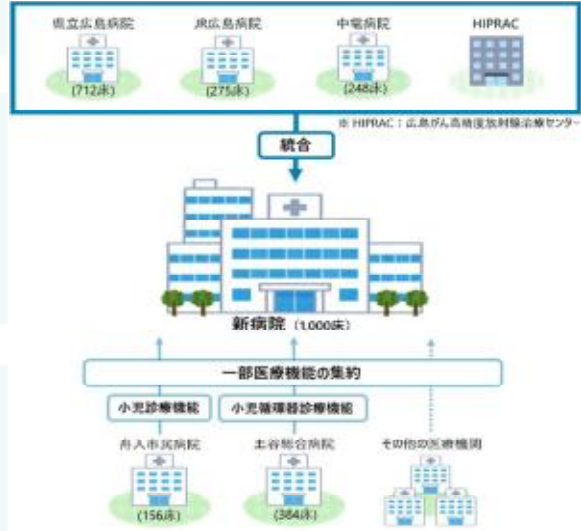 県立広島病院
JR広島病院
中電病院
HIPRAC
(712床)
(275床)
(248床)
※ HIPRAC：広島がん高精度放射線治療センター
統合
新病院 (1,000床)
一部医療機能の集約
小児診療機能
小児循環器診療機能
舟入市民病院
土谷総合病院
その他の医療機関
(156床)
(384床)